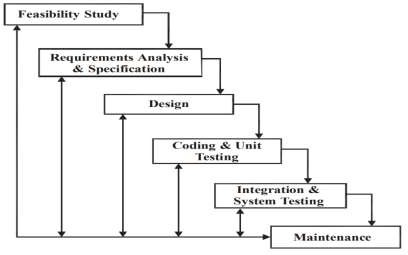 Feasibility Study
Requirements Analysis
& Specification
Design
Coding & Unit
Testing
Integration &
System Testing
Maintenance